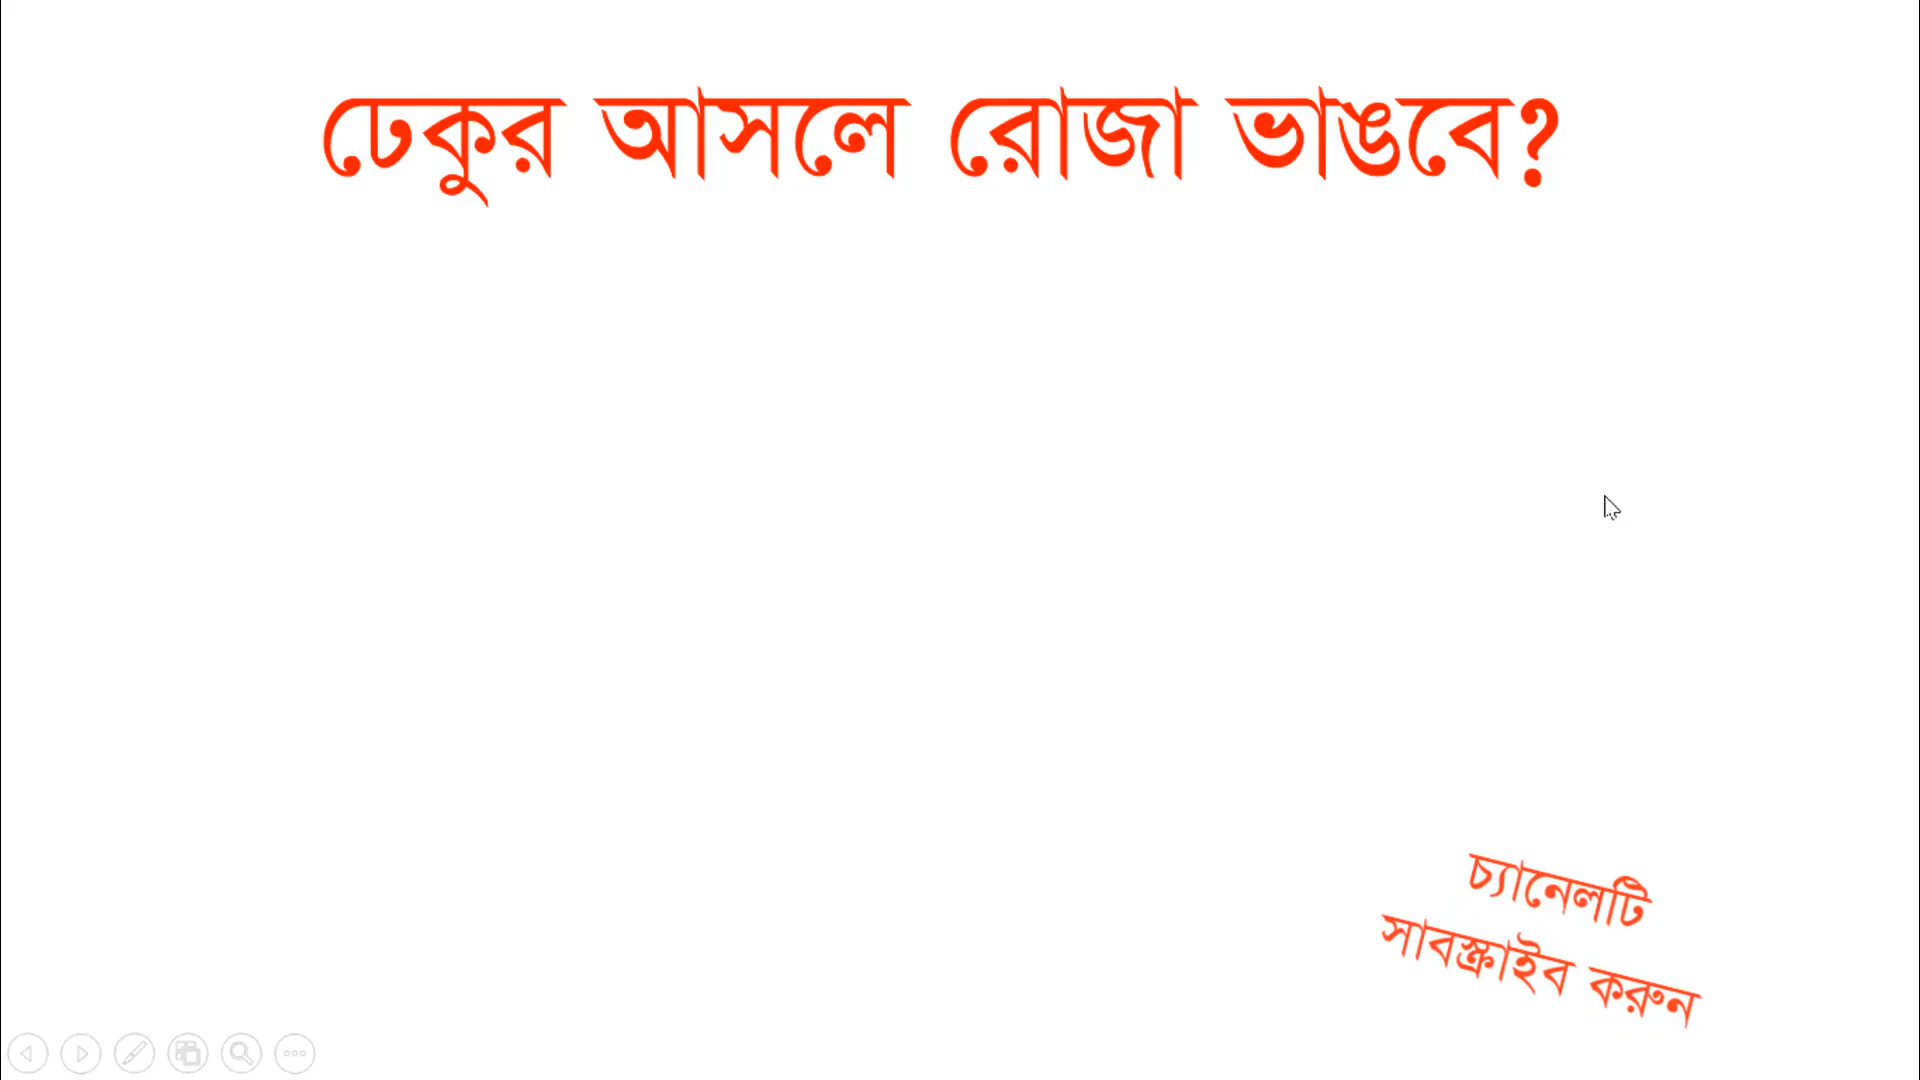 ঢেকুর আসলে রোজা ভাঙবে?
চ্যানেলটি
সাবস্ক্রাইব করুন